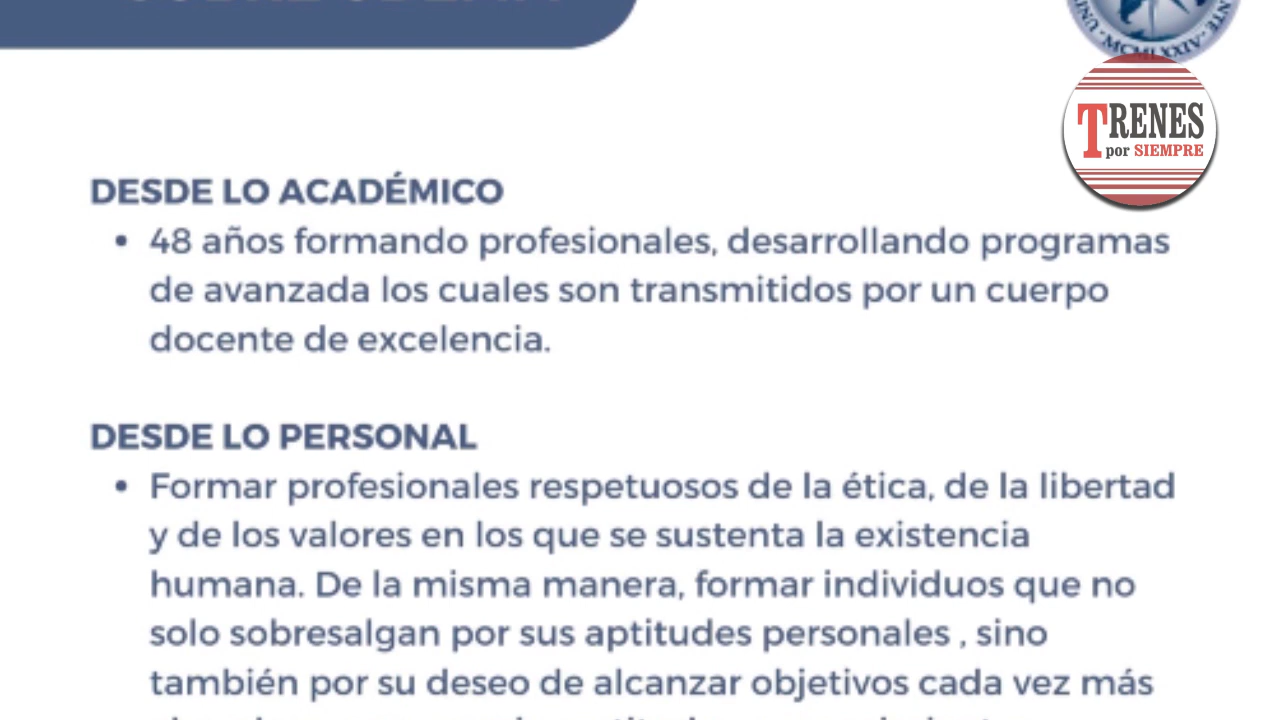 MCMLXXIV
TRENES
por SIEMPRE
DESDE LO ACADÉMICO
• 48 años formando profesionales, desarrollando programas
de avanzada los cuales son transmitidos por un cuerpo
docente de excelencia.
DESDE LO PERSONAL
• Formar profesionales respetuosos de la ética, de la libertad
y de los valores en los que se sustenta la existencia
humana. De la misma manera, formar individuos que no
solo sobresalgan por sus aptitudes personales , sino
también por su deseo de alcanzar objetivos cada vez más